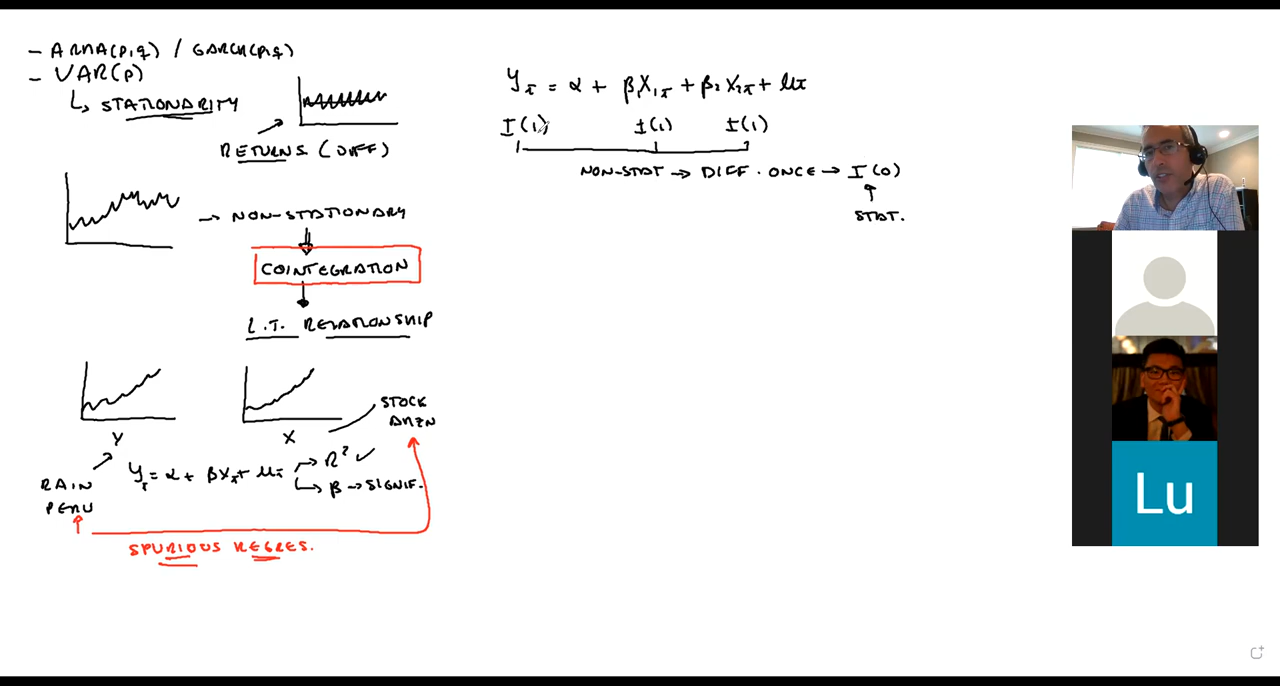 - ARMA(p,q) / GARCH(p,q)
- VAR(p)
↳ STATIONARITY
RETURNS (DIFF)
→ NON-STATIONARY
COINTEGRATION
L.T. RELATIONSHIP
Y
X
STOCK
AMZN
yt = α + βXt + ut
→ R² ✓
→ β → SIGNIF.
RAIN
PERU
SPURIOUS REGRES.
yt = α + β1X1t + β2X2t + ut
I(1) I(1) I(1)
NON-STAT → DIFF. ONCE → I(0)
STAT.
Lu